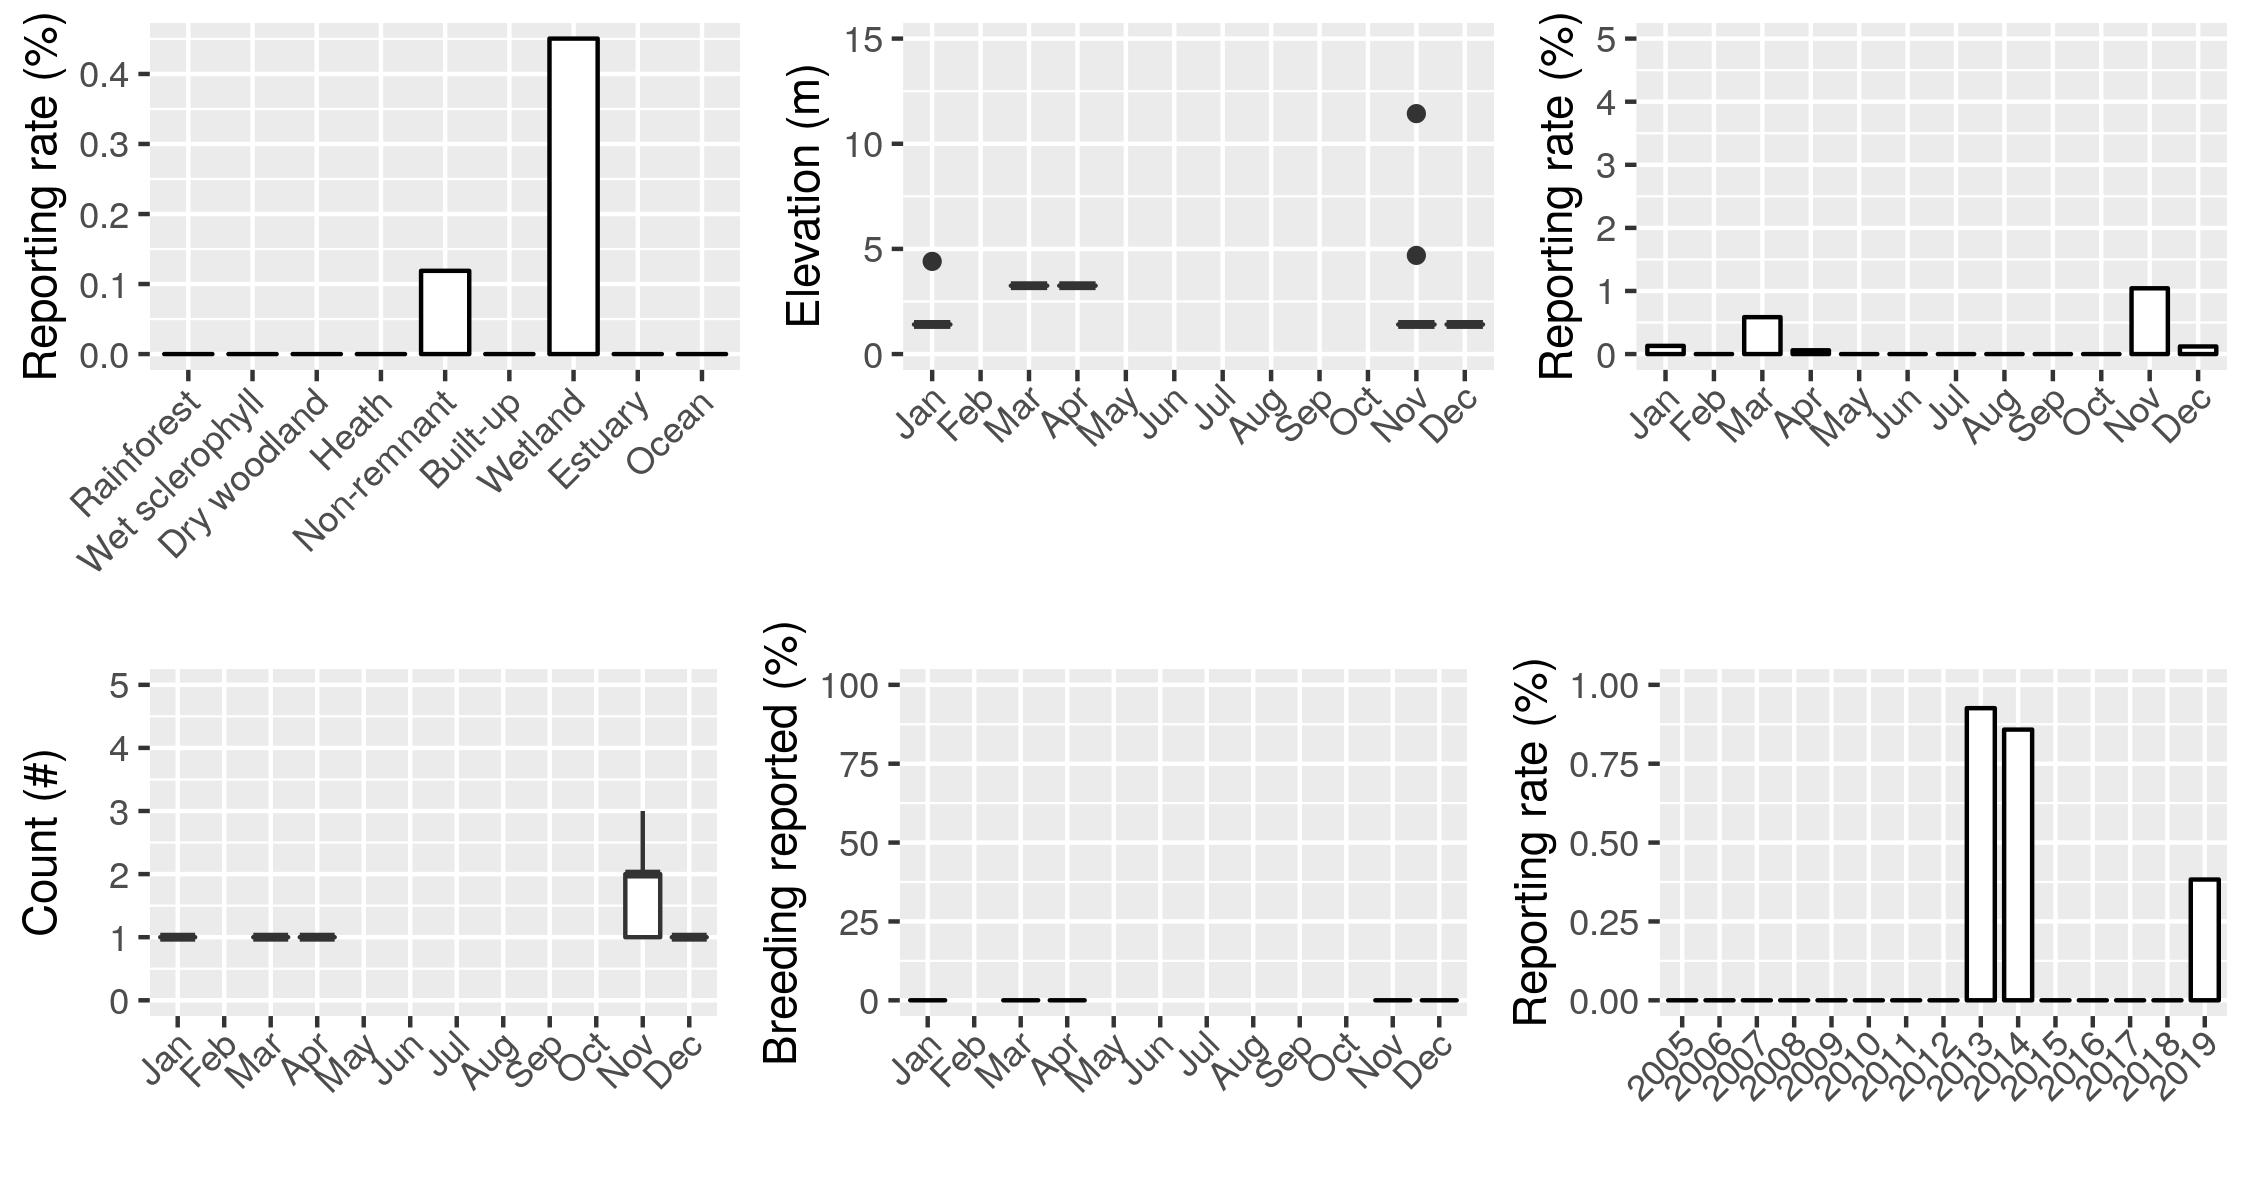 Reporting rate (%)
0.4
0.3
0.2
0.1
0.0
Rainforest
Wet sclerophyll
Dry woodland
Heath
Non-remnant
Built-up
Wetland
Estuary
Ocean
Elevation (m)
15
10
5
0
Jan
Feb
Mar
Apr
May
Jun
Jul
Aug
Sep
Oct
Nov
Dec
Reporting rate (%)
5
4
3
2
1
0
Jan
Feb
Mar
Apr
May
Jun
Jul
Aug
Sep
Oct
Nov
Dec
Count (#)
5
4
3
2
1
0
Jan
Feb
Mar
Apr
May
Jun
Jul
Aug
Sep
Oct
Nov
Dec
Breeding reported (%)
100
75
50
25
0
Jan
Feb
Mar
Apr
May
Jun
Jul
Aug
Sep
Oct
Nov
Dec
Reporting rate (%)
1.00
0.75
0.50
0.25
0.00
2005
2006
2007
2008
2009
2010
2011
2012
2013
2014
2015
2016
2017
2018
2019